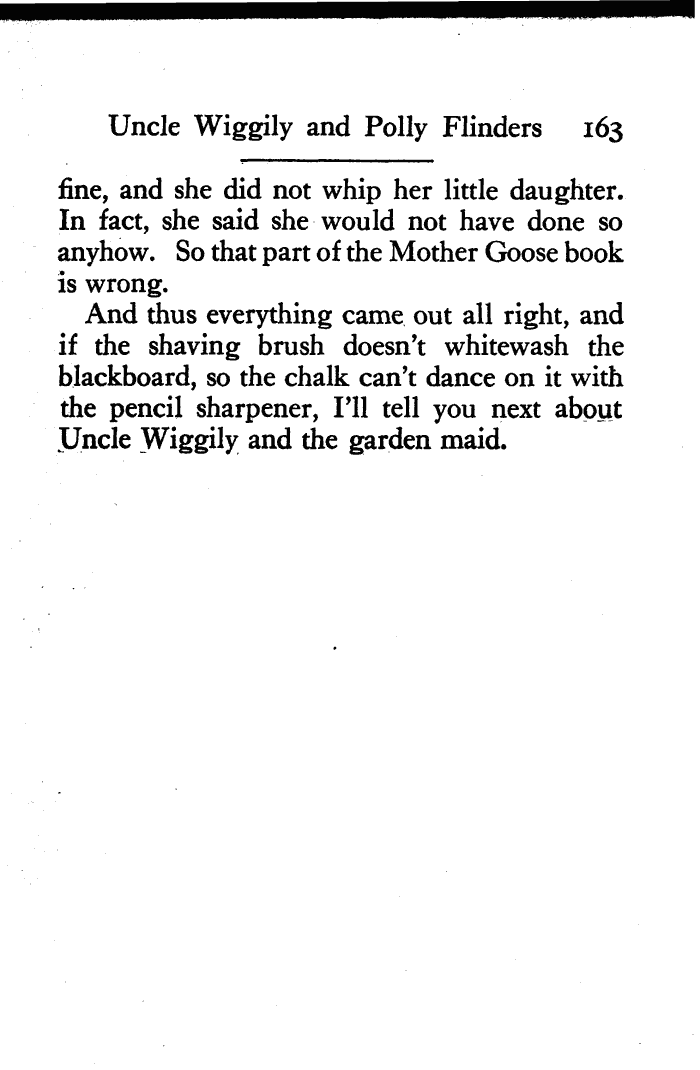 Uncle Wiggily and Polly Flinders 163
fine, and she did not whip her little daughter.
In fact, she said she would not have done so
anyhow. So that part of the Mother Goose book
is wrong.
And thus everything came out all right, and
if the shaving brush doesn't whitewash the
blackboard, so the chalk can't dance on it with
the pencil sharpener, I'll tell you next about
Uncle Wiggily and the garden maid.